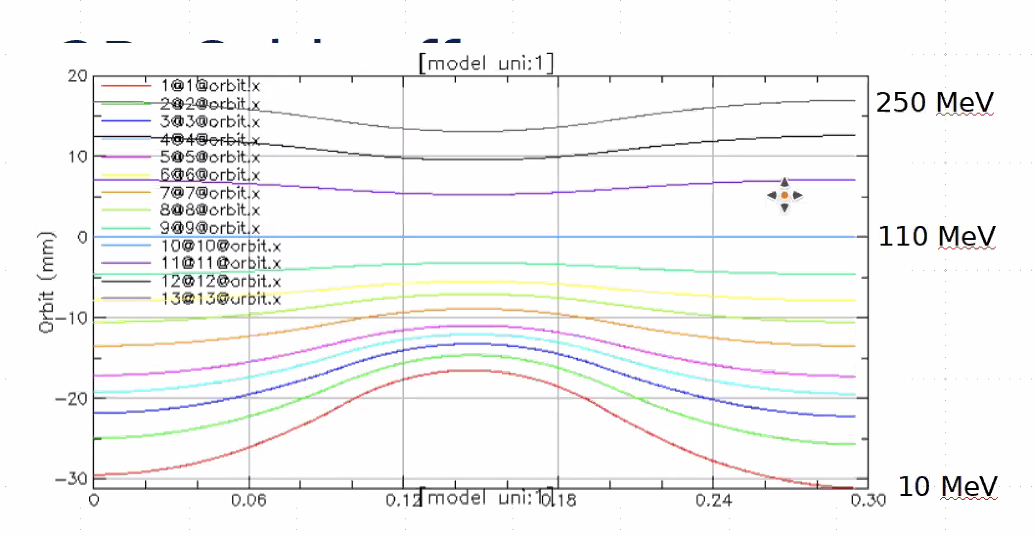 [model uni:1]
20
10
0
−10
−20
−30
Orbit (mm)
1@1@orbit.x
2@2@orbit.x
3@3@orbit.x
4@4@orbit.x
5@5@orbit.x
6@6@orbit.x
7@7@orbit.x
8@8@orbit.x
9@9@orbit.x
10@10@orbit.x
11@11@orbit.x
12@12@orbit.x
13@13@orbit.x
250 MeV
110 MeV
10 MeV
0 0.06 0.12 0.18 0.24 0.30
[model uni:1]